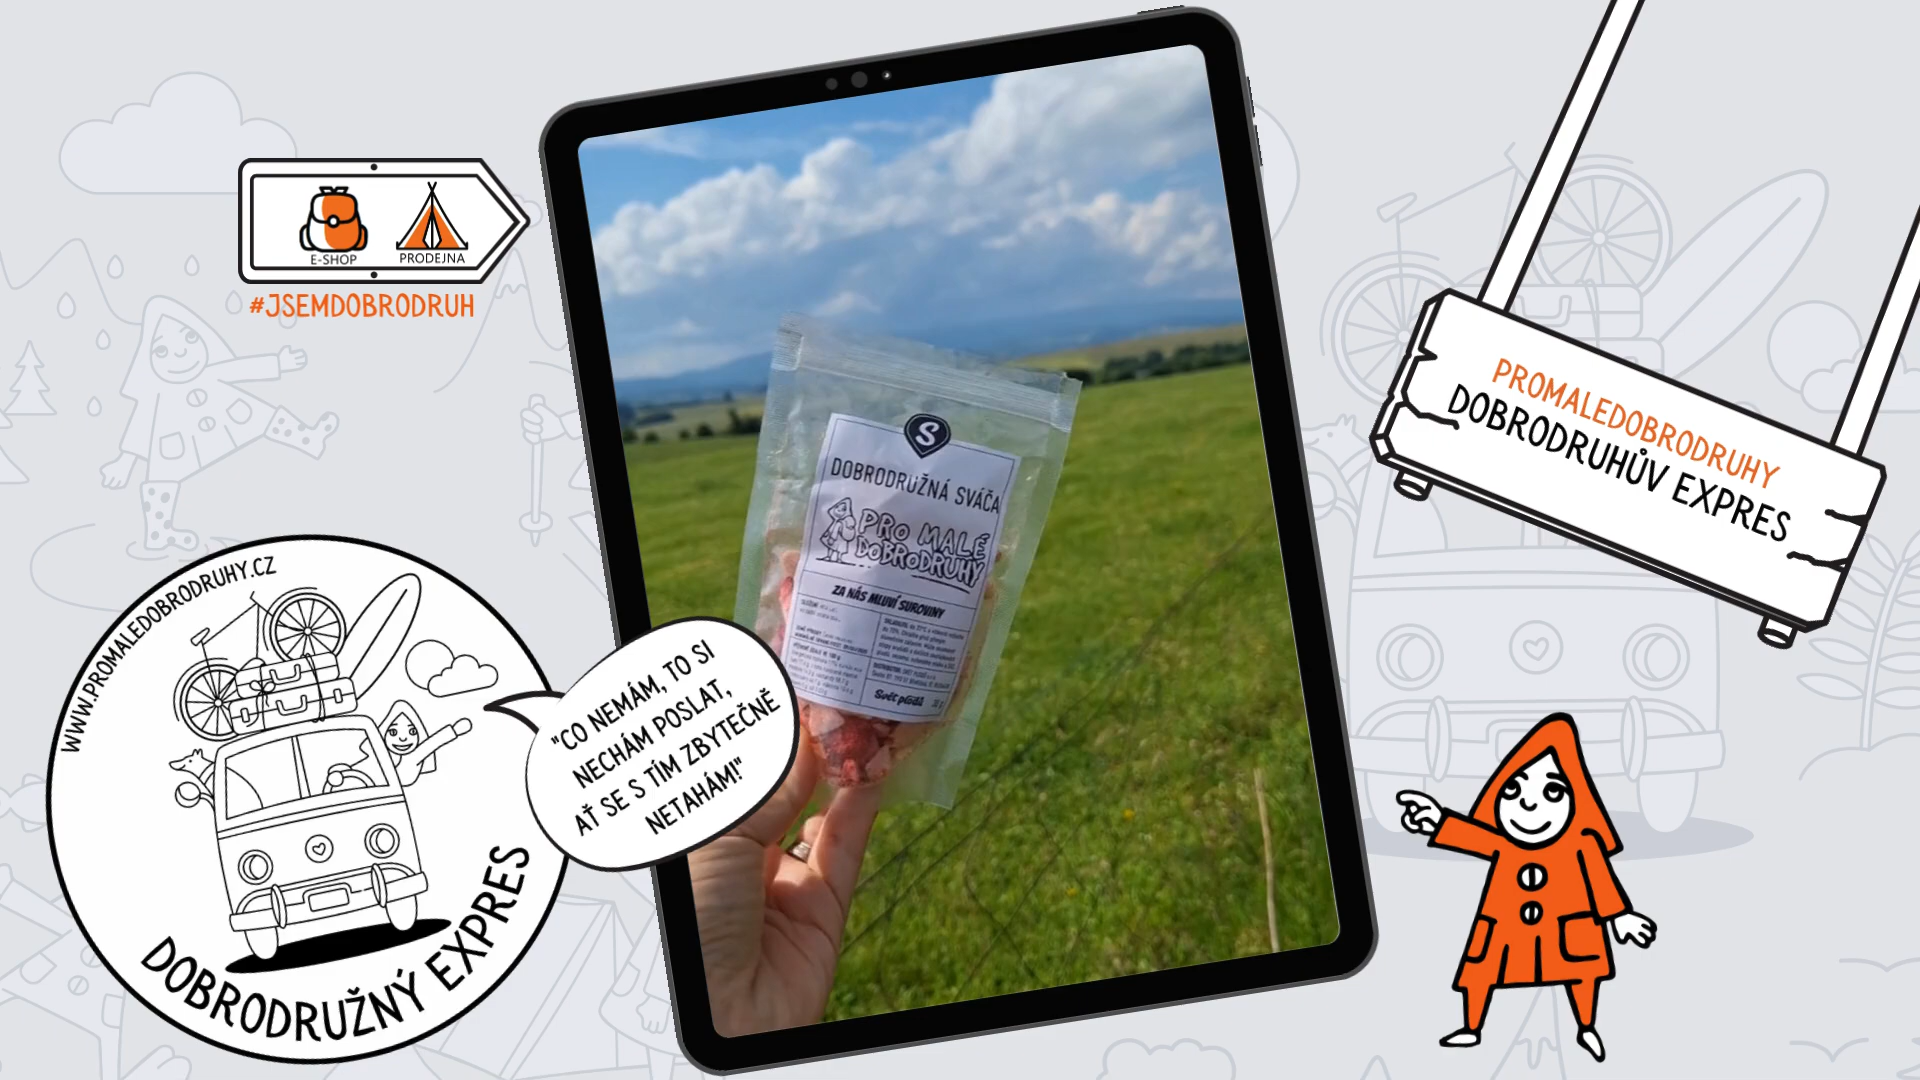 E-SHOP
PRODEJNA
#JSEMDOBRODRUH
PROMALEDOBRODRUHY
DOBRODRUHŮV EXPRES
S
DOBRODRUŽNÁ SVÁČA
PRO MALÉ
DOBRODRUHY
ZA NÁS MLUVÍ SUROVINY
Svět plodů
WWW.PROMALEDOBRODRUHY.CZ
DOBRODRUŽNÝ EXPRES
"CO NEMÁM, TO SI
NECHÁM POSLAT,
AŤ SE S TÍM ZBYTEČNĚ
NETAHÁM!"